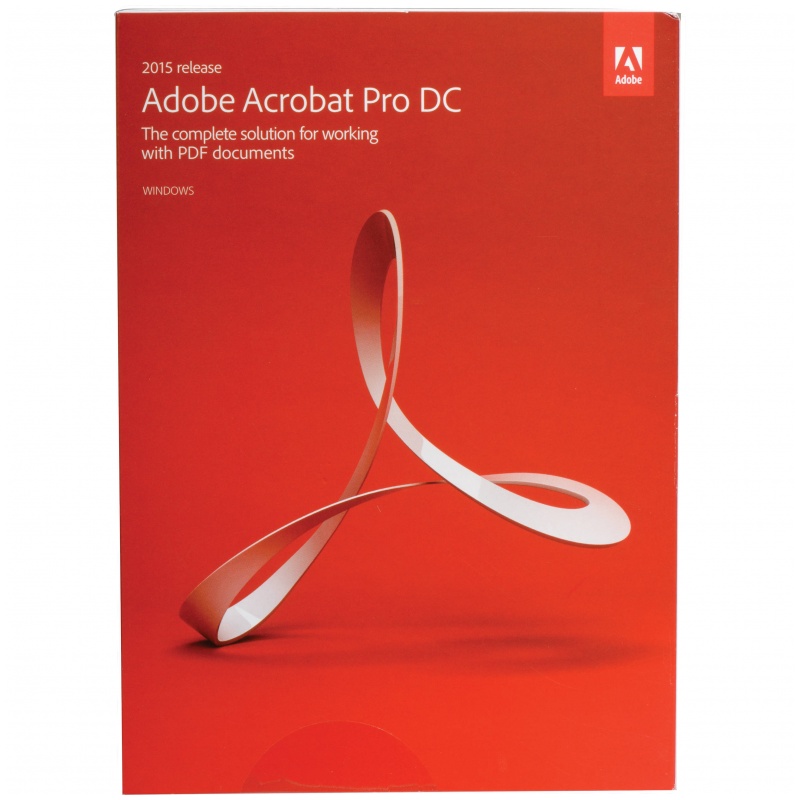 2015 release
Adobe Acrobat Pro DC
The complete solution for working
with PDF documents
WINDOWS
Adobe